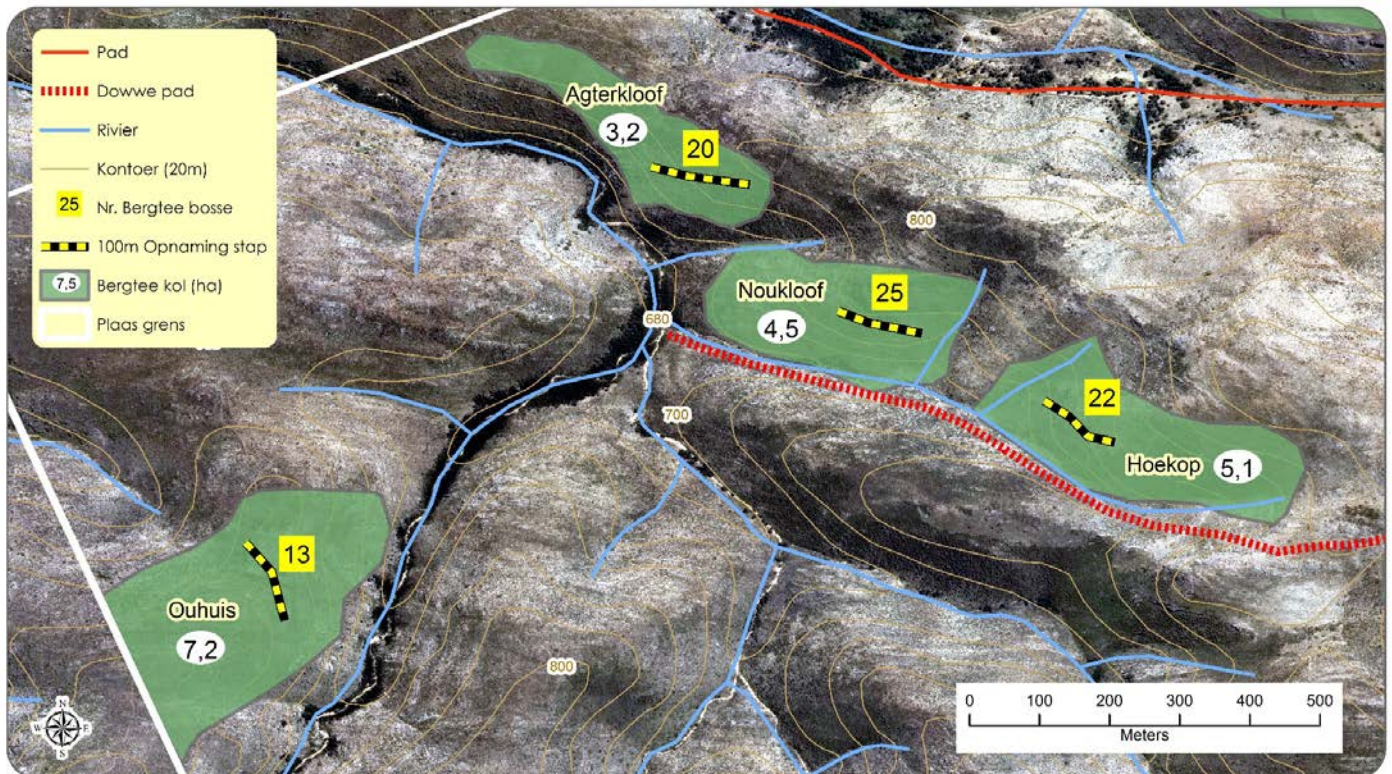 Pad
Dowwe pad
Rivier
Kontoer (20m)
25 Nr. Bergtee bosse
100m Opnaming stap
7,5 Bergtee kol (ha)
Plaas grens
Agterkloof
3,2
20
800
Noukloof
25
4,5
680
700
22
Hoekop 5,1
13
Ouhuis
7,2
800
N
W E
S
0 100 200 300 400 500
Meters